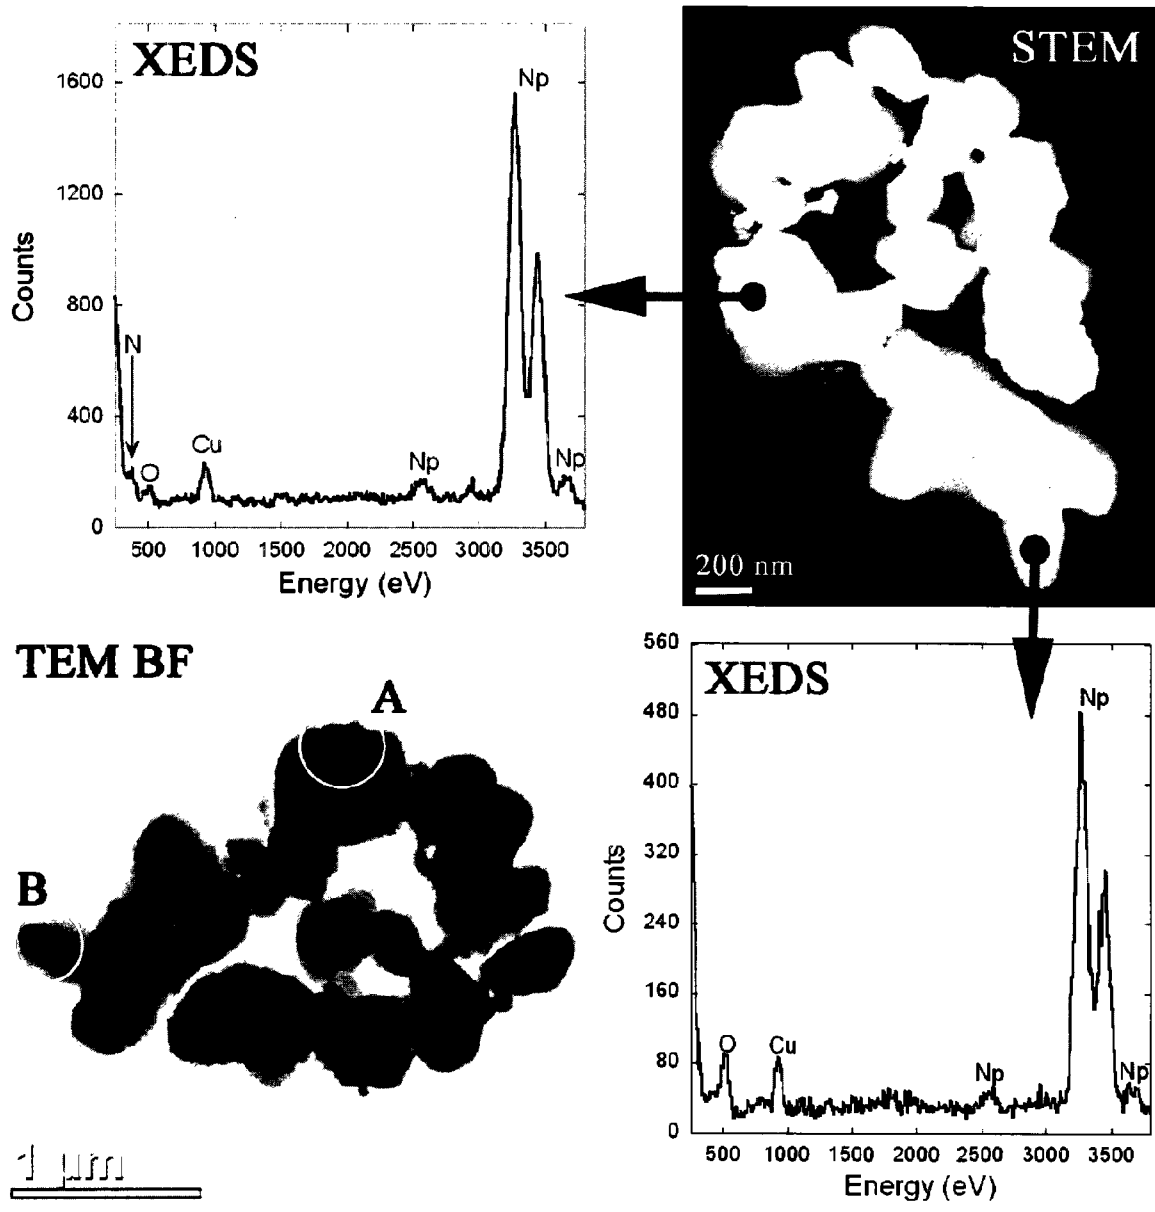 XEDS
Np
1600
1200
800
400
0
Counts
N
O
Cu
Np
Np
500 1000 1500 2000 2500 3000 3500
Energy (eV)
STEM
200 nm
TEM BF
A
B
1 μm
XEDS
Np
560
480
400
320
240
160
80
0
Counts
O
Cu
Np
Np
500 1000 1500 2000 2500 3000 3500
Energy (eV)